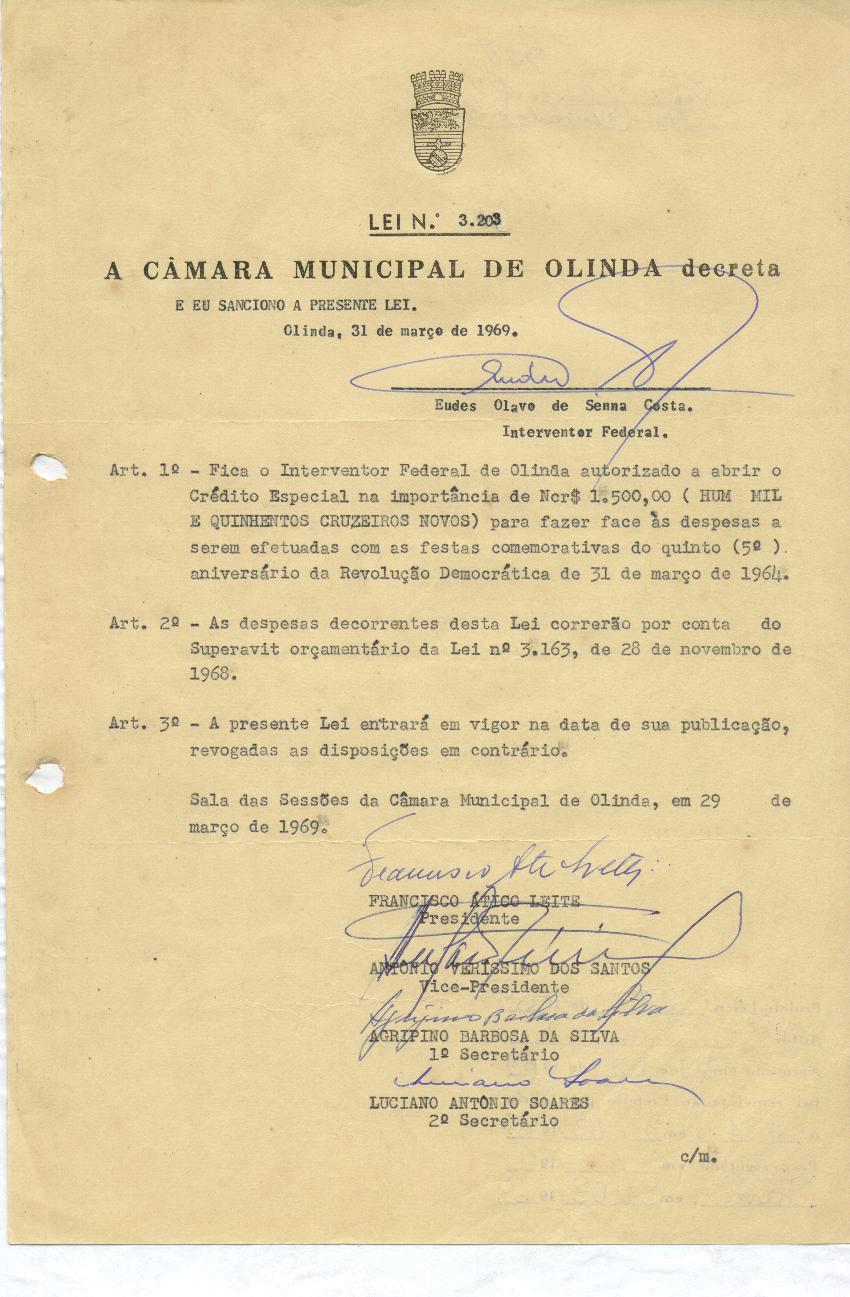 LEI N.º 3.203
A CÂMARA MUNICIPAL DE OLINDA decreta
E EU SANCIONO A PRESENTE LEI.
Olinda, 31 de março de 1969.
Eudes Olavo de Senna Costa.
Interventor Federal.
Art. 1º - Fica o Interventor Federal de Olinda autorizado a abrir o
Crédito Especial na importância de Ncr$ 1.500,00 ( HUM MIL
E QUINHENTOS CRUZEIROS NOVOS) para fazer face às despesas a
serem efetuadas com as festas comemorativas do quinto (5º ).
aniversário da Revolução Democrática de 31 de março de 1964.
Art. 2º - As despesas decorrentes desta Lei correrão por conta do
Superavit orçamentário da Lei nº 3.163, de 28 de novembro de
1968.
Art. 3º - A presente Lei entrará em vigor na data de sua publicação,
revogadas as disposições em contrário.
Sala das Sessões da Câmara Municipal de Olinda, em 29 de
março de 1969.
FRANCISCO ÁTICO LEITE
Presidente
ANTÔNIO VERÍSSIMO DOS SANTOS
Vice-Presidente
Agripino Barbosa da Silva
AGRIPINO BARBOSA DA SILVA
1º Secretário
Luciano Soares
LUCIANO ANTÔNIO SOARES
2º Secretário
c/m.